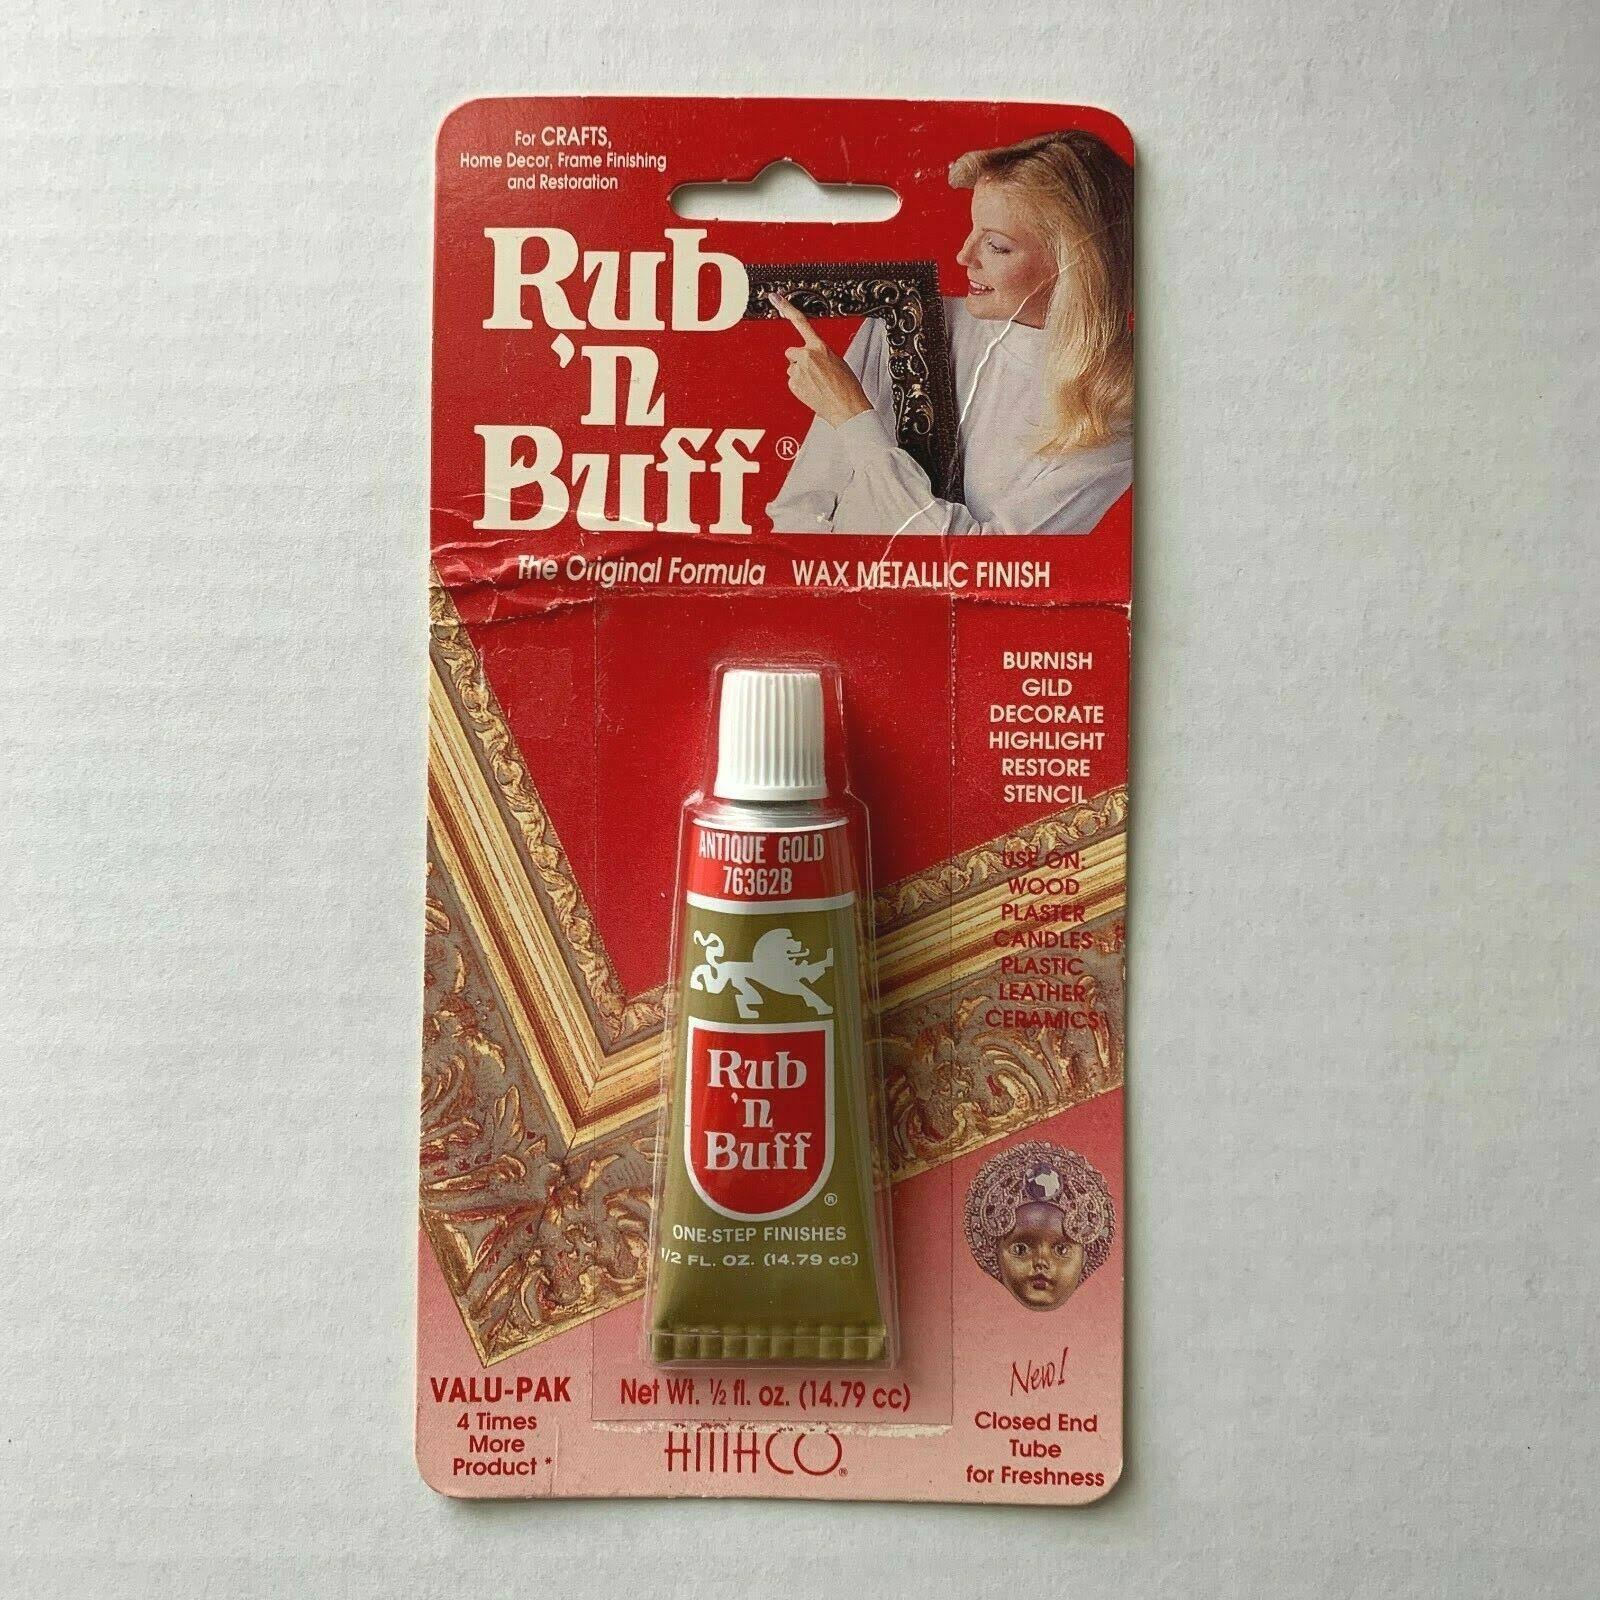 For CRAFTS,
Home Decor, Frame Finishing
and Restoration
Rub
'n
Buff®
The Original Formula WAX METALLIC FINISH
BURNISH
GILD
DECORATE
HIGHLIGHT
RESTORE
STENCIL
USE ON:
WOOD
PLASTER
CANDLES
PLASTIC
LEATHER
CERAMICS
ANTIQUE GOLD
76362B
Rub
'n
Buff
®
ONE-STEP FINISHES
1/2 FL. OZ. (14.79 cc)
VALU-PAK
4 Times
More
Product *
Net Wt. ½ fl. oz. (14.79 cc)
AMACO®
New!
Closed End
Tube
for Freshness